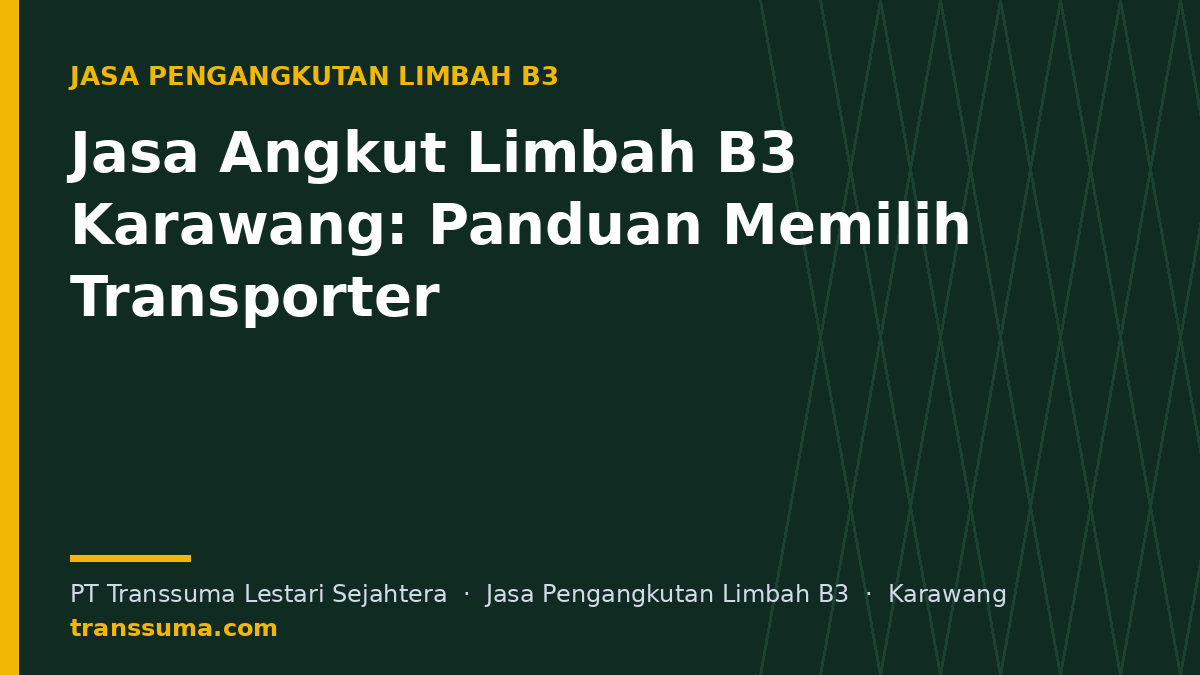 JASA PENGANGKUTAN LIMBAH B3
Jasa Angkut Limbah B3
Karawang: Panduan Memilih
Transporter
PT Transsuma Lestari Sejahtera · Jasa Pengangkutan Limbah B3 · Karawang
transsuma.com